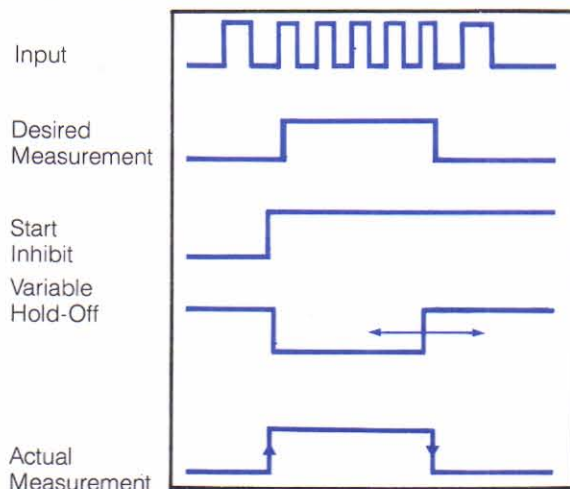 Input
Desired
Measurement
Start
Inhibit
Variable
Hold-Off
Actual
Measurement